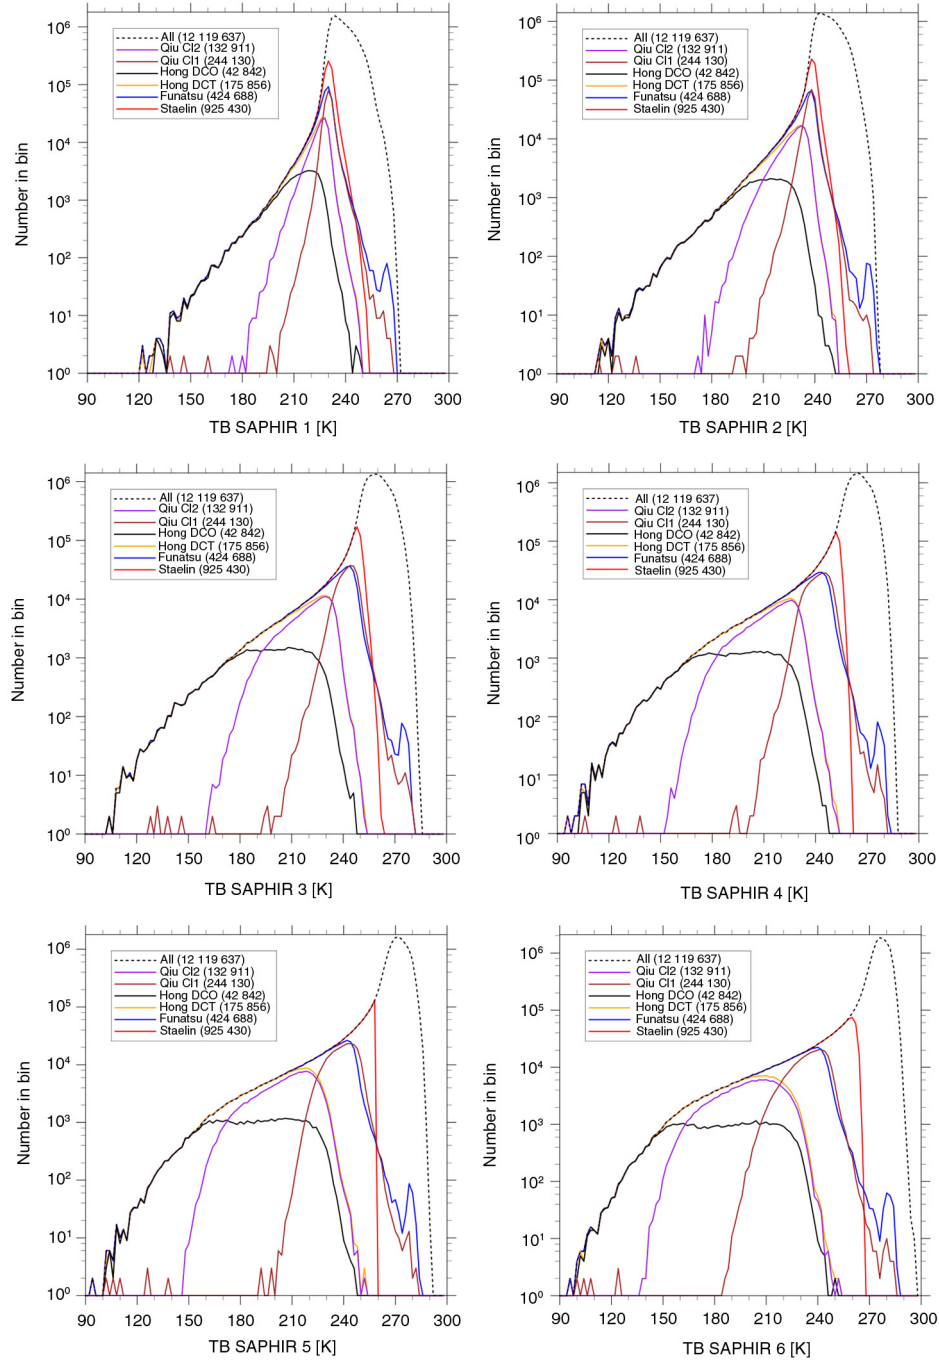 10⁶
10⁵
10⁴
10³
10²
10¹
10⁰
Number in bin
All (12 119 637)
Qiu Cl2 (132 911)
Qiu Cl1 (244 130)
Hong DCO (42 842)
Hong DCT (175 856)
Funatsu (424 688)
Staelin (925 430)
90 120 150 180 210 240 270 300
TB SAPHIR 1 [K]
10⁶
10⁵
10⁴
10³
10²
10¹
10⁰
Number in bin
All (12 119 637)
Qiu Cl2 (132 911)
Qiu Cl1 (244 130)
Hong DCO (42 842)
Hong DCT (175 856)
Funatsu (424 688)
Staelin (925 430)
90 120 150 180 210 240 270 300
TB SAPHIR 2 [K]
10⁶
10⁵
10⁴
10³
10²
10¹
10⁰
Number in bin
All (12 119 637)
Qiu Cl2 (132 911)
Qiu Cl1 (244 130)
Hong DCO (42 842)
Hong DCT (175 856)
Funatsu (424 688)
Staelin (925 430)
90 120 150 180 210 240 270 300
TB SAPHIR 3 [K]
10⁶
10⁵
10⁴
10³
10²
10¹
10⁰
Number in bin
All (12 119 637)
Qiu Cl2 (132 911)
Qiu Cl1 (244 130)
Hong DCO (42 842)
Hong DCT (175 856)
Funatsu (424 688)
Staelin (925 430)
90 120 150 180 210 240 270 300
TB SAPHIR 4 [K]
10⁶
10⁵
10⁴
10³
10²
10¹
10⁰
Number in bin
All (12 119 637)
Qiu Cl2 (132 911)
Qiu Cl1 (244 130)
Hong DCO (42 842)
Hong DCT (175 856)
Funatsu (424 688)
Staelin (925 430)
90 120 150 180 210 240 270 300
TB SAPHIR 5 [K]
10⁶
10⁵
10⁴
10³
10²
10¹
10⁰
Number in bin
All (12 119 637)
Qiu Cl2 (132 911)
Qiu Cl1 (244 130)
Hong DCO (42 842)
Hong DCT (175 856)
Funatsu (424 688)
Staelin (925 430)
90 120 150 180 210 240 270 300
TB SAPHIR 6 [K]